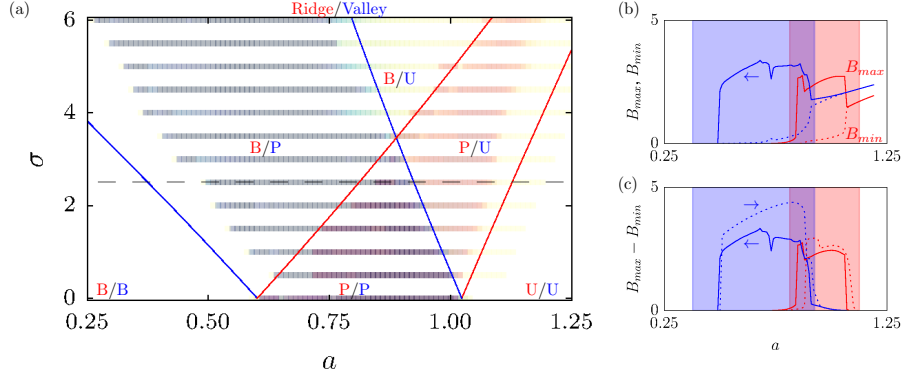 (a)
Ridge/Valley
6
4
2
0
σ
B/U
B/P
P/U
B/B
P/P
U/U
0.25
0.50
0.75
1.00
1.25
a
(b)
5
0
B_max, B_min
←
B_max
B_min
0.25
1.25
(c)
5
0
B_max − B_min
→
←
0.25
1.25
a